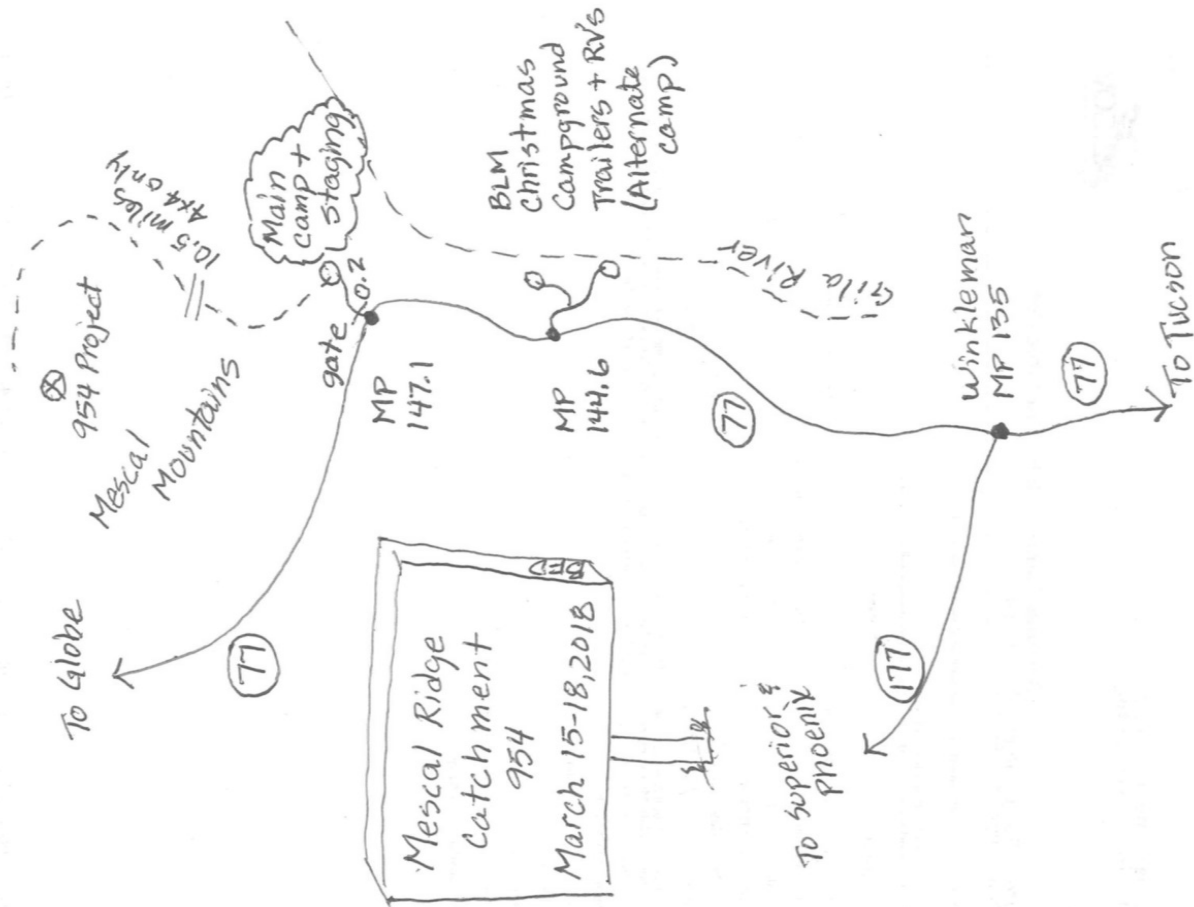 To Globe
77
Mescal
Mountains
954 Project
10.5 miles
4x4 only
Main
camp +
staging
gate
0.2
MP
147.1
MP
144.6
BLM
Christmas
Campground
Trailers + RV's
(Alternate
camp)
Gila River
77
Mescal Ridge
Catchment
954
March 15-18, 2018
To Superior &
Phoenix
177
Winkleman
MP 135
77
To Tucson